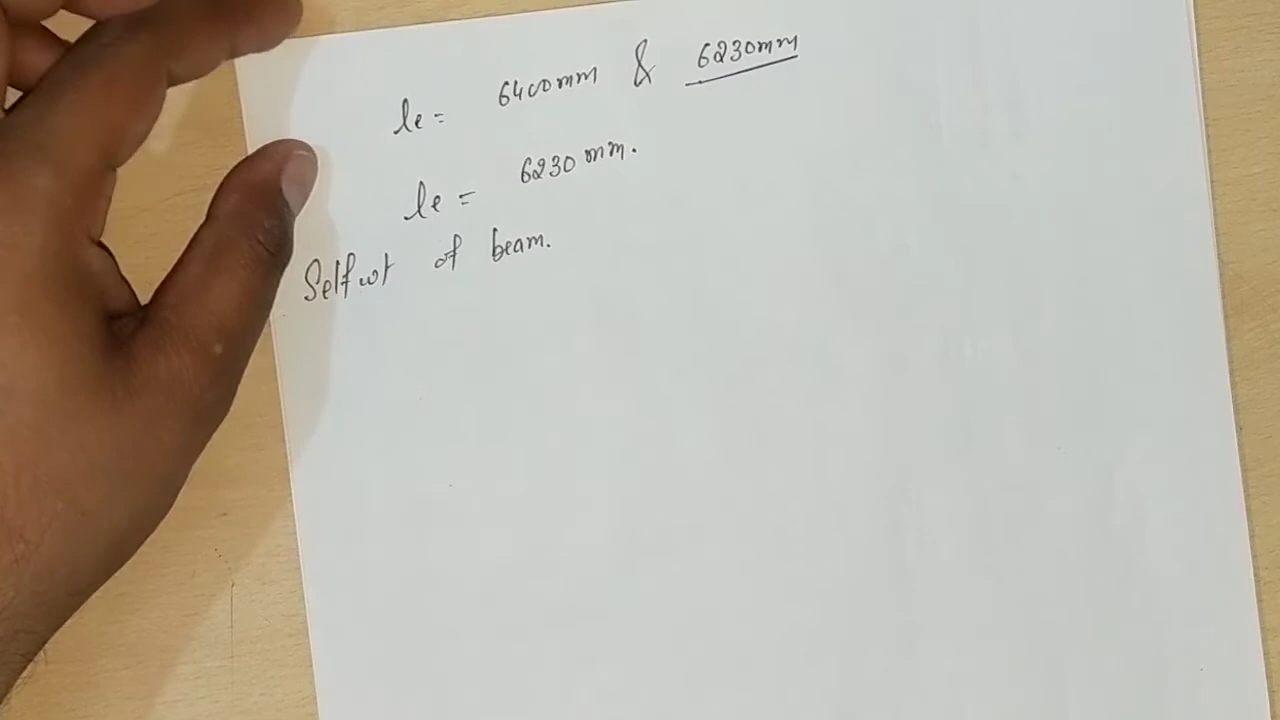 le = 6400mm & 6230mm
le = 6230 mm.
Selfwt of beam.